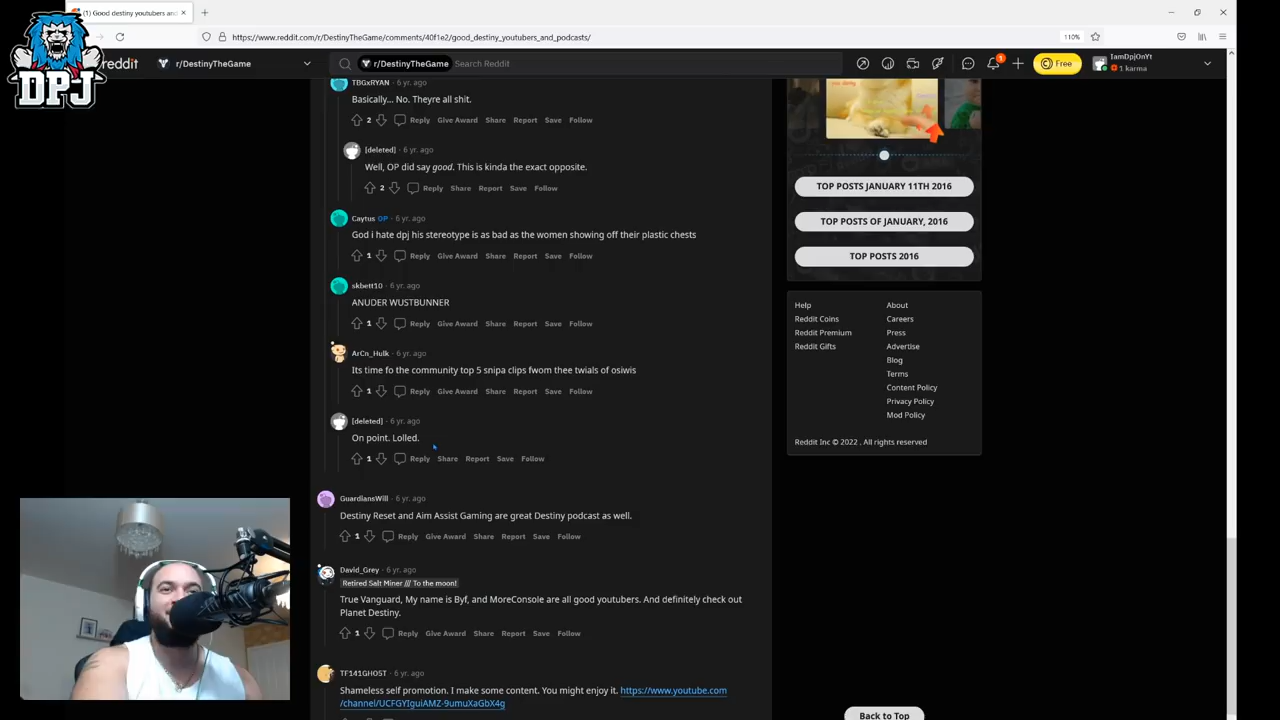 (1) Good destiny youtubers and
https://www.reddit.com/r/DestinyTheGame/comments/40f1e2/good_destiny_youtubers_and_podcasts/
110%
DPJ
reddit
r/DestinyTheGame
r/DestinyTheGame
Search Reddit
1
Free
IamDpjOnYt
1 karma
TBGxRYAN · 6 yr. ago
Basically... No. Theyre all shit.
2 Reply Give Award Share Report Save Follow
[deleted] · 6 yr. ago
Well, OP did say good. This is kinda the exact opposite.
2 Reply Share Report Save Follow
Caytus OP · 6 yr. ago
God i hate dpj his stereotype is as bad as the women showing off their plastic chests
1 Reply Give Award Share Report Save Follow
skbett10 · 6 yr. ago
ANUDER WUSTBUNNER
1 Reply Give Award Share Report Save Follow
ArCn_Hulk · 6 yr. ago
Its time fo the community top 5 snipa clips fwom thee twials of osiwis
1 Reply Give Award Share Report Save Follow
[deleted] · 6 yr. ago
On point. Lolled.
1 Reply Share Report Save Follow
GuardiansWill · 6 yr. ago
Destiny Reset and Aim Assist Gaming are great Destiny podcast as well.
1 Reply Give Award Share Report Save Follow
David_Grey · 6 yr. ago
Retired Salt Miner /// To the moon!
True Vanguard, My name is Byf, and MoreConsole are all good youtubers. And definitely check out
Planet Destiny.
1 Reply Give Award Share Report Save Follow
TF141GHOST · 6 yr. ago
Shameless self promotion. I make some content. You might enjoy it. https://www.youtube.com
/channel/UCFGYIguiAMZ-9umuXaGbX4g
TOP POSTS JANUARY 11TH 2016
TOP POSTS OF JANUARY, 2016
TOP POSTS 2016
Help About
Reddit Coins Careers
Reddit Premium Press
Reddit Gifts Advertise
Blog
Terms
Content Policy
Privacy Policy
Mod Policy
Reddit Inc © 2022 . All rights reserved
Back to Top